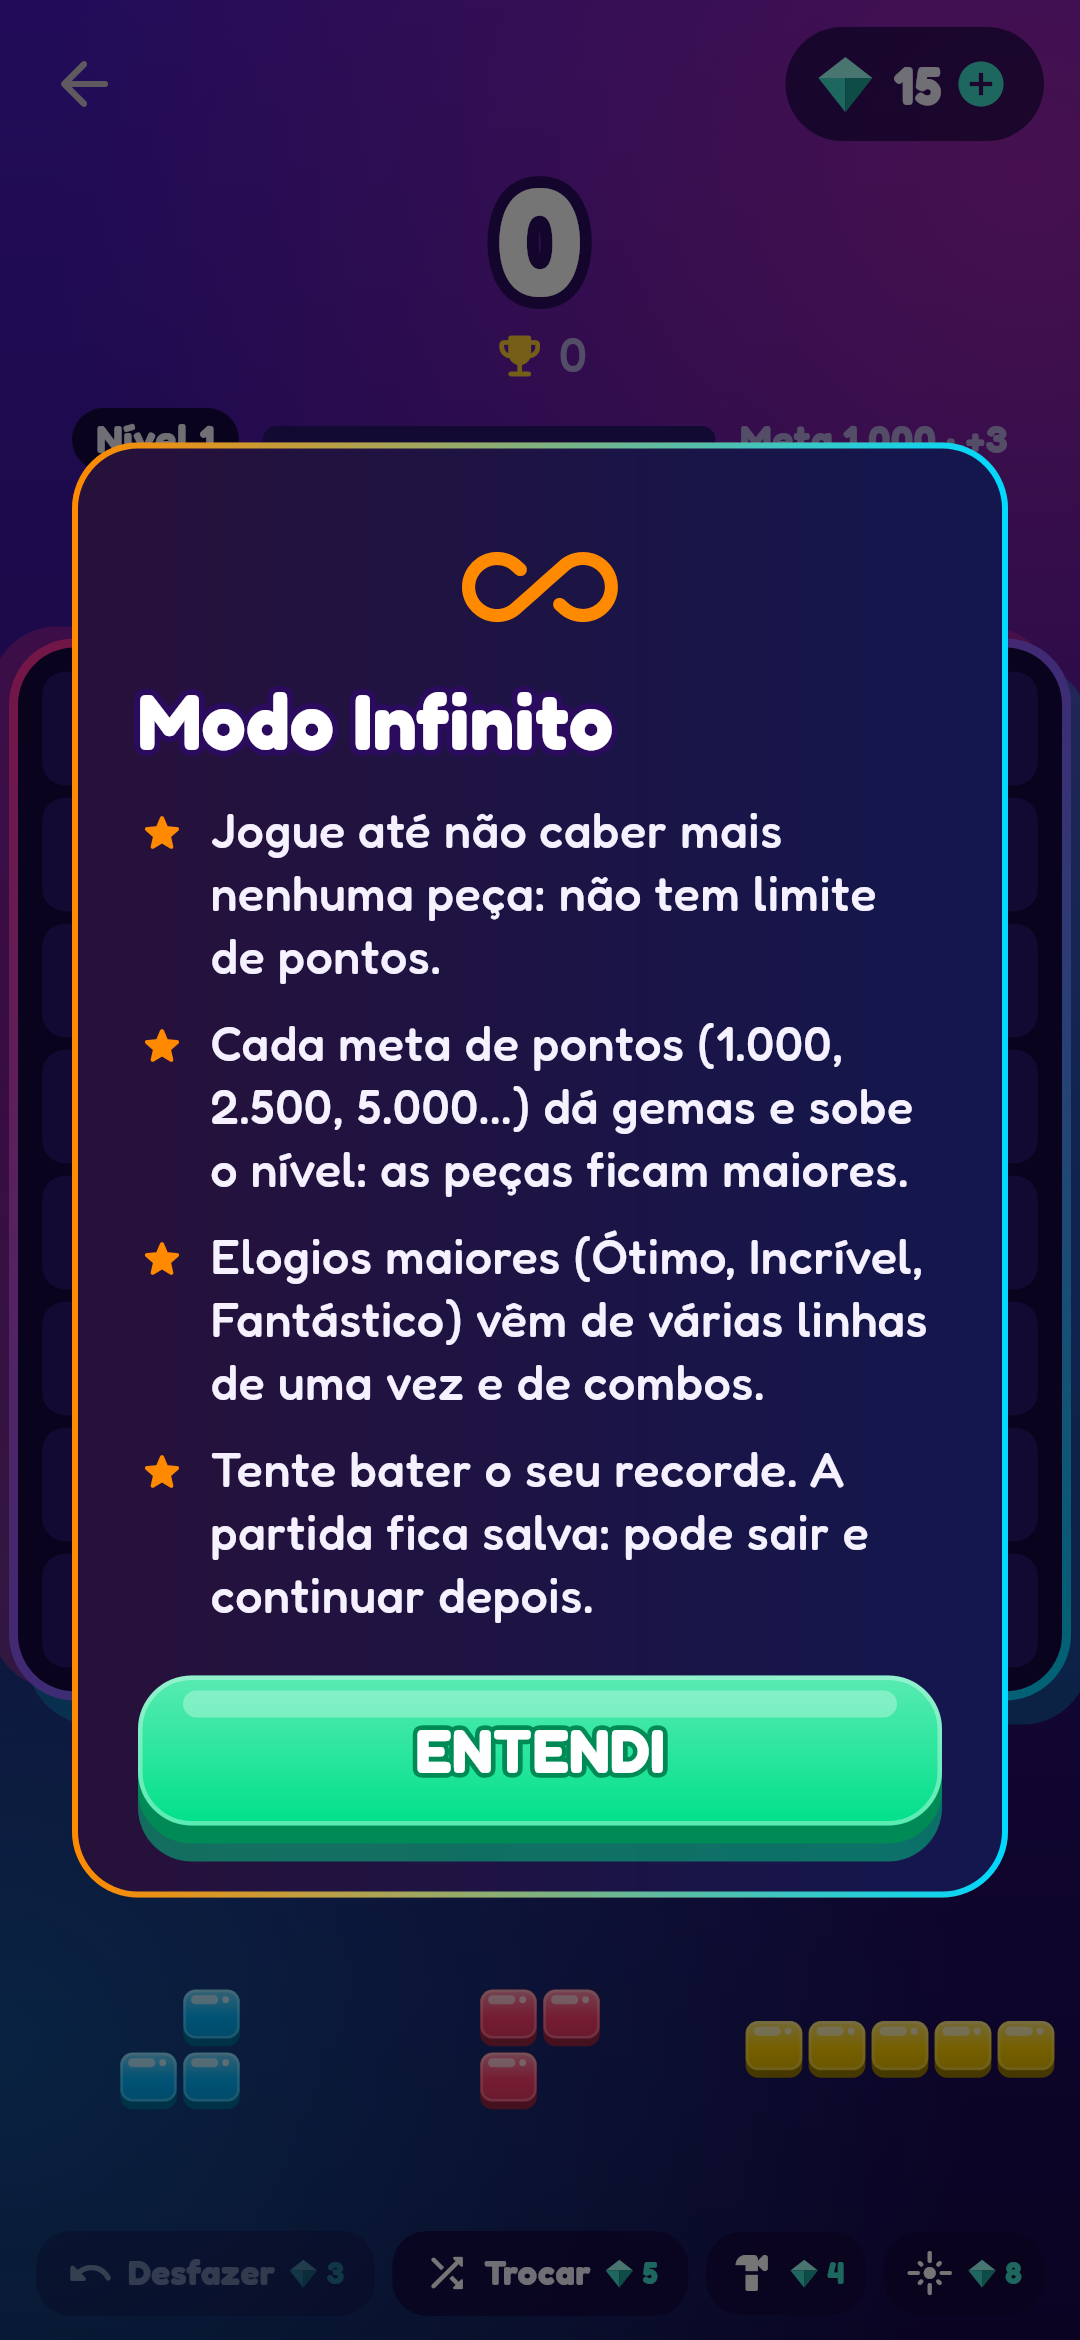 15
0
0
Nível 1
Meta 1.000 · +3
Modo Infinito
Jogue até não caber mais
nenhuma peça: não tem limite
de pontos.
Cada meta de pontos (1.000,
2.500, 5.000...) dá gemas e sobe
o nível: as peças ficam maiores.
Elogios maiores (Ótimo, Incrível,
Fantástico) vêm de várias linhas
de uma vez e de combos.
Tente bater o seu recorde. A
partida fica salva: pode sair e
continuar depois.
ENTENDI
Desfazer 3
Trocar 5
4
8